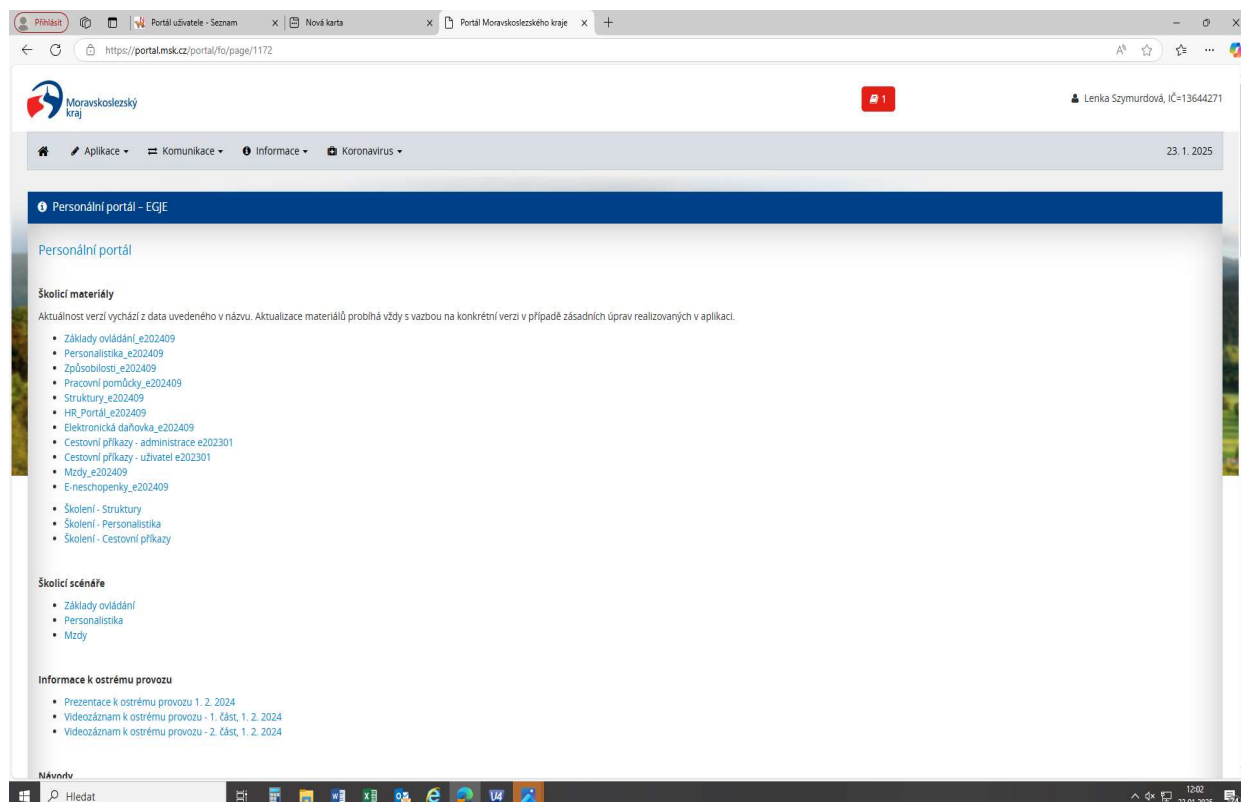 Přihlásit
Portál uživatele - Seznam
Nová karta
Portál Moravskoslezského kraje
https://portal.msk.cz/portal/fo/page/1172
Moravskoslezský
kraj
1
Lenka Szymurdová, IČ=13644271
Aplikace
Komunikace
Informace
Koronavirus
23. 1. 2025
Personální portál – EGJE
Personální portál
Školicí materiály
Aktuálnost verzí vychází z data uvedeného v názvu. Aktualizace materiálů probíhá vždy s vazbou na konkrétní verzi v případě zásadních úprav realizovaných v aplikaci.
Základy ovládání_e202409
Personalistika_e202409
Způsobilosti_e202409
Pracovní pomůcky_e202409
Struktury_e202409
HR_Portál_e202409
Elektronická daňovka_e202409
Cestovní příkazy - administrace e202301
Cestovní příkazy - uživatel e202301
Mzdy_e202409
E-neschopenky_e202409
Školení - Struktury
Školení - Personalistika
Školení - Cestovní příkazy
Školicí scénáře
Základy ovládání
Personalistika
Mzdy
Informace k ostrému provozu
Prezentace k ostrému provozu 1. 2. 2024
Videozáznam k ostrému provozu - 1. část, 1. 2. 2024
Videozáznam k ostrému provozu - 2. část, 1. 2. 2024
Návody
Hledat
12:02